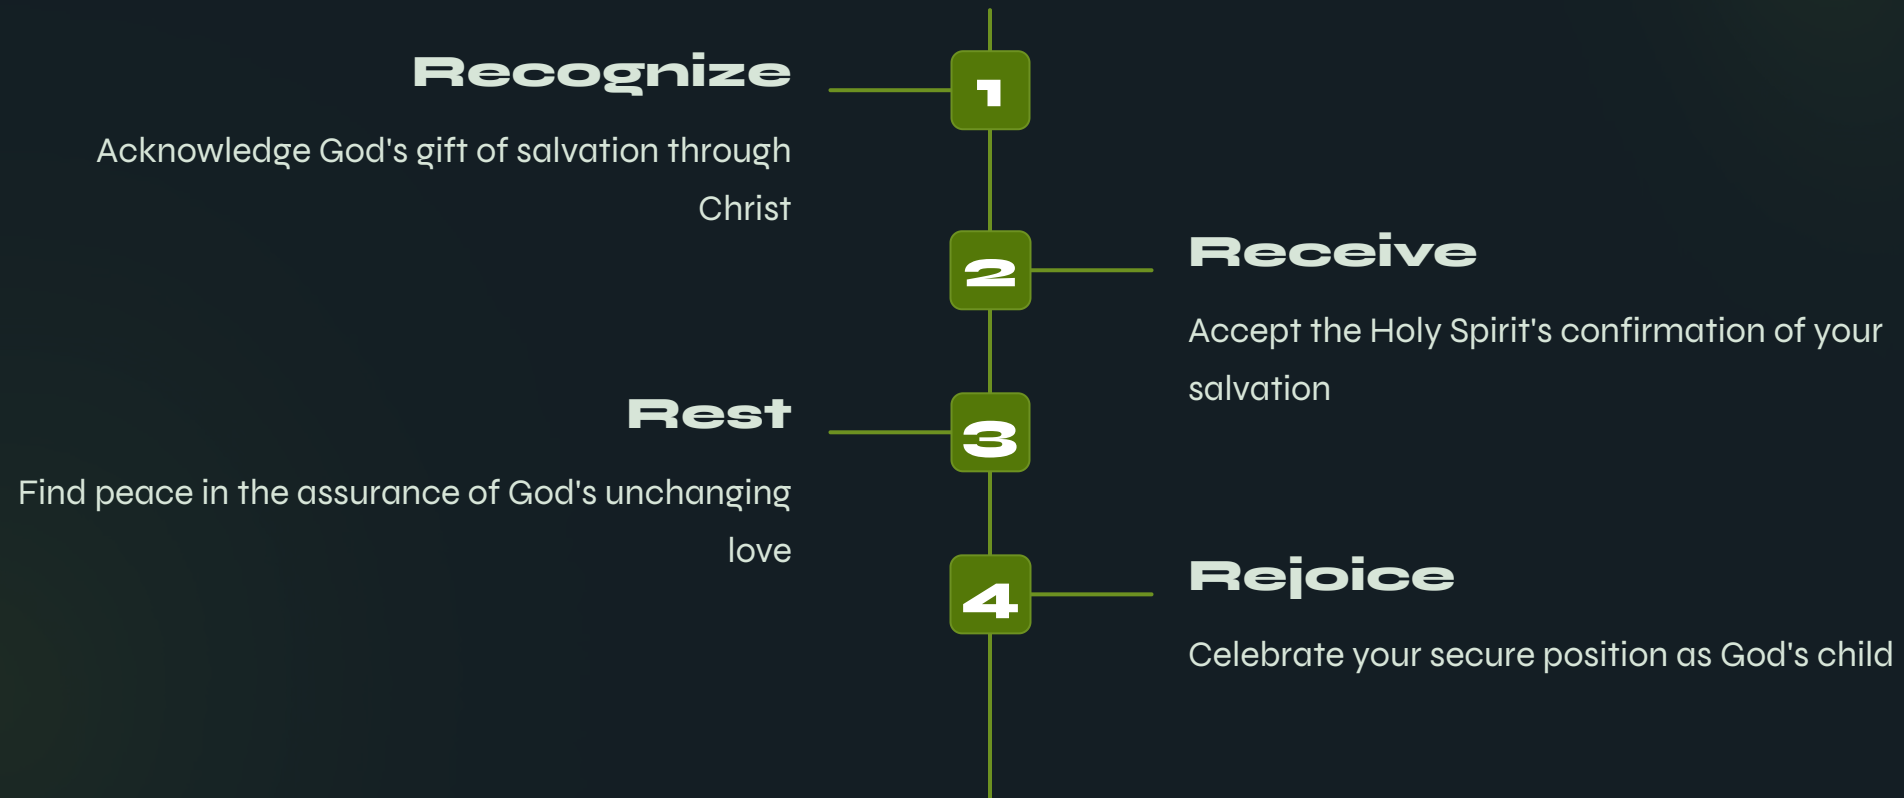 1
Recognize
Acknowledge God's gift of salvation through
Christ
2
Receive
Accept the Holy Spirit's confirmation of your
salvation
3
Rest
Find peace in the assurance of God's unchanging
love
4
Rejoice
Celebrate your secure position as God's child